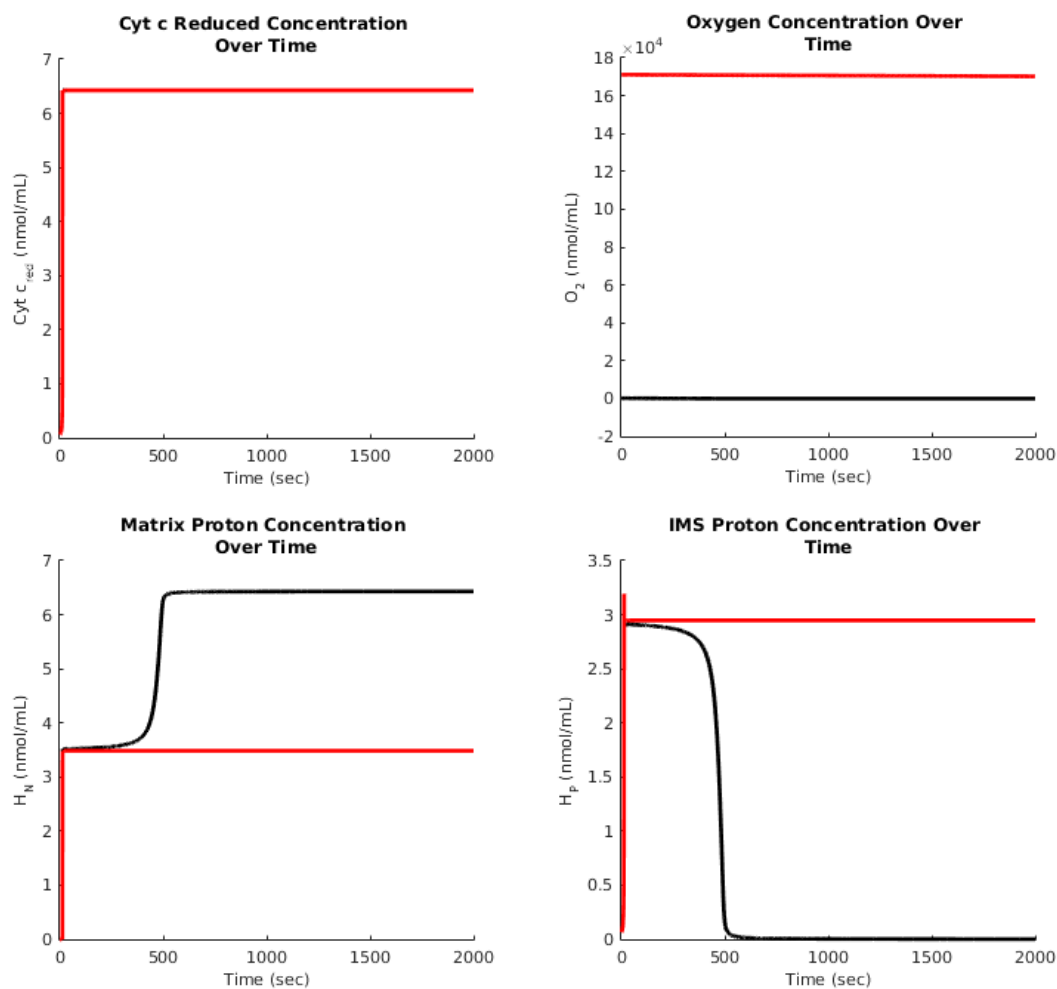 Cyt c Reduced Concentration
Over Time
7
6
5
4
3
2
1
0
Cyt c_red (nmol/mL)
0 500 1000 1500 2000
Time (sec)
Oxygen Concentration Over
Time
×10^4
18
16
14
12
10
8
6
4
2
0
-2
O_2 (nmol/mL)
0 500 1000 1500 2000
Time (sec)
Matrix Proton Concentration
Over Time
7
6
5
4
3
2
1
0
H_N (nmol/mL)
0 500 1000 1500 2000
Time (sec)
IMS Proton Concentration Over
Time
3.5
3
2.5
2
1.5
1
0.5
0
H_P (nmol/mL)
0 500 1000 1500 2000
Time (sec)